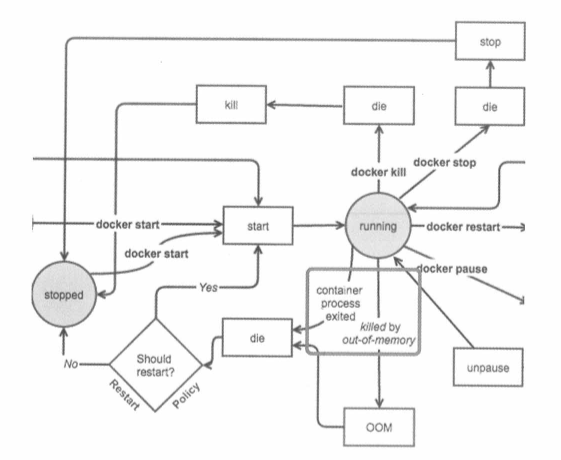 stop
kill
die
die
docker kill
docker stop
docker start
start
running
docker restart
docker start
docker pause
stopped
Yes
container
process
exited
killed by
out-of-memory
die
Should
restart?
No
Restart
Policy
unpause
OOM